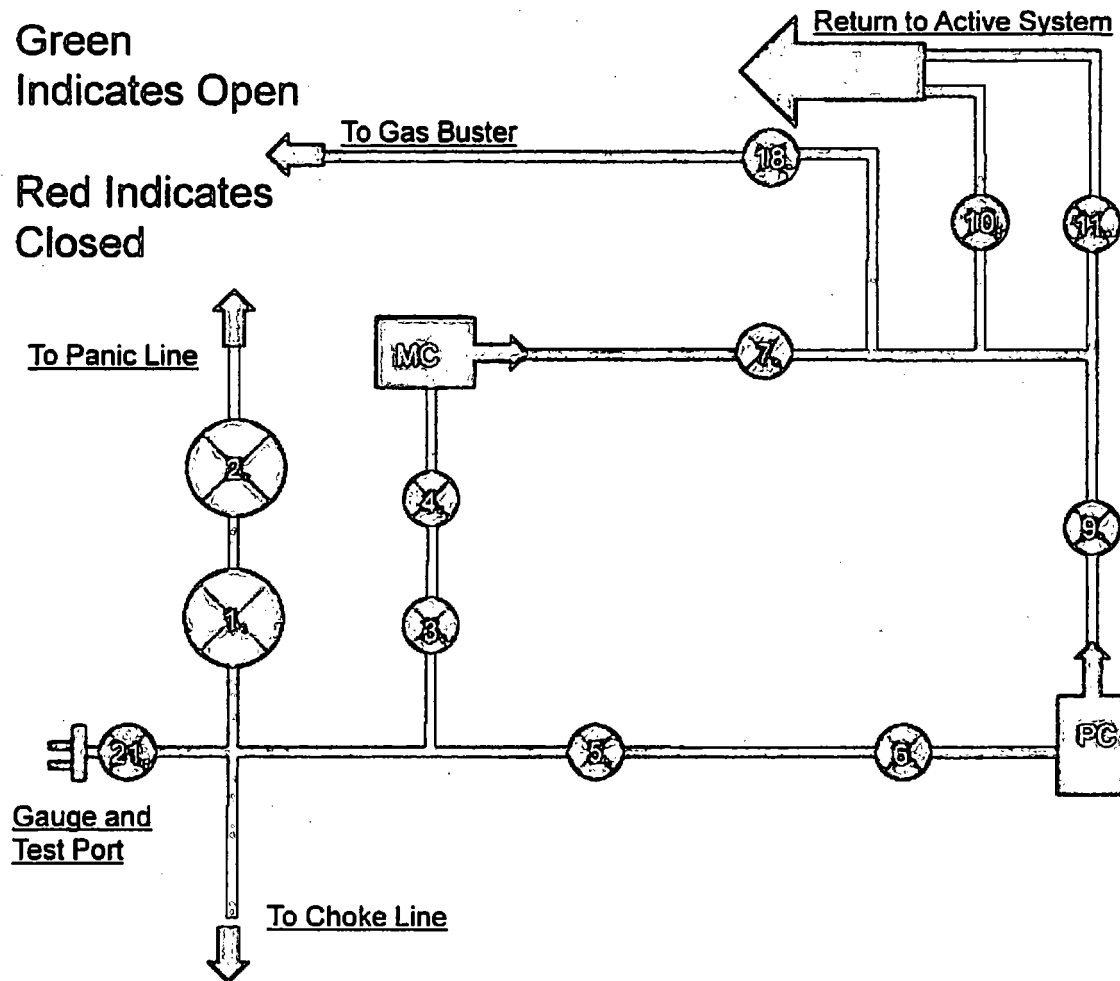 Return to Active System
Green
Indicates Open
To Gas Buster
18.
Red Indicates
Closed
10.
11.
To Panic Line
MC
7.
2.
4.
9.
1.
3.
21.
5.
6.
PC
Gauge and
Test Port
To Choke Line